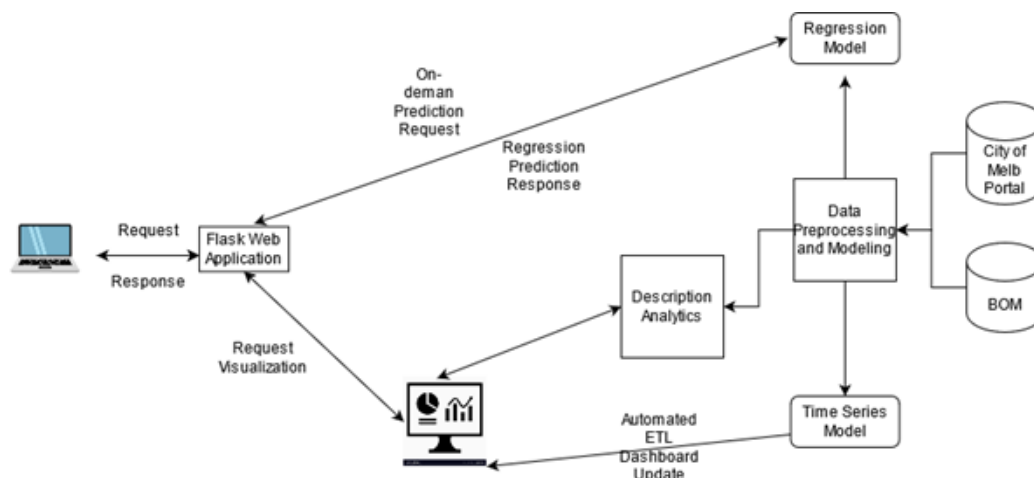 Regression
Model
On-
deman
Prediction
Request
Regression
Prediction
Response
City of
Melb
Portal
Data
Preprocessing
and Modeling
Request
Flask Web
Application
Response
Description
Analytics
BOM
Request
Visualization
Automated
ETL
Dashboard
Update
Time Series
Model